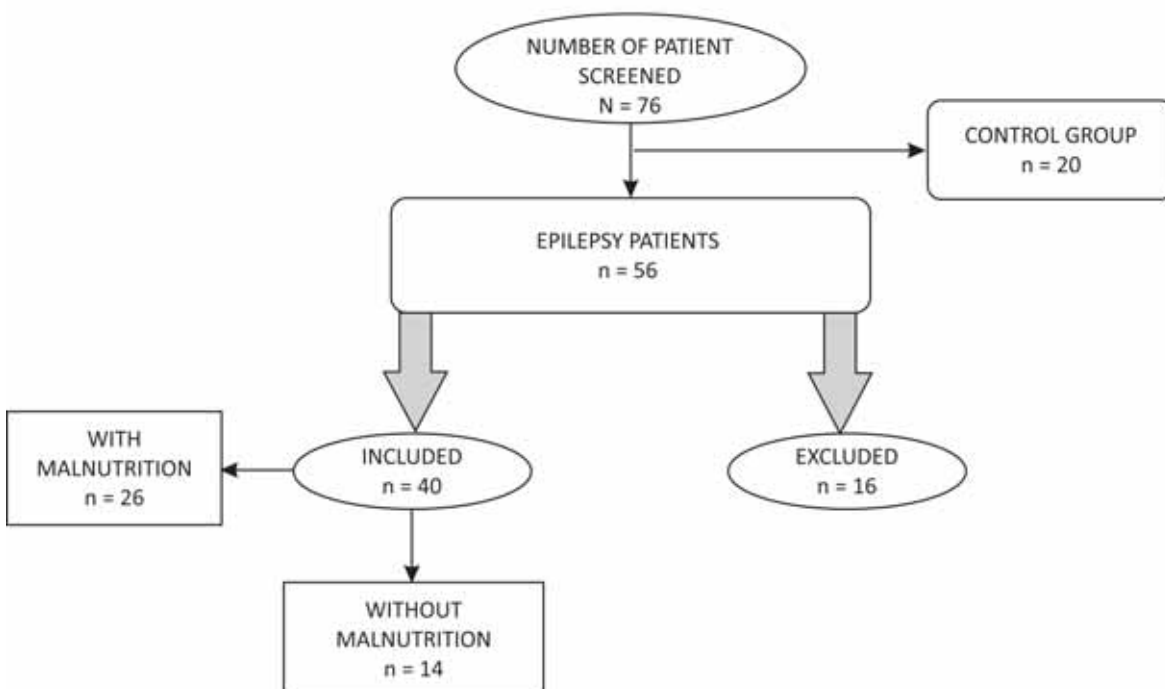 NUMBER OF PATIENT
SCREENED
N = 76
CONTROL GROUP
n = 20
EPILEPSY PATIENTS
n = 56
WITH
MALNUTRITION
n = 26
INCLUDED
n = 40
EXCLUDED
n = 16
WITHOUT
MALNUTRITION
n = 14